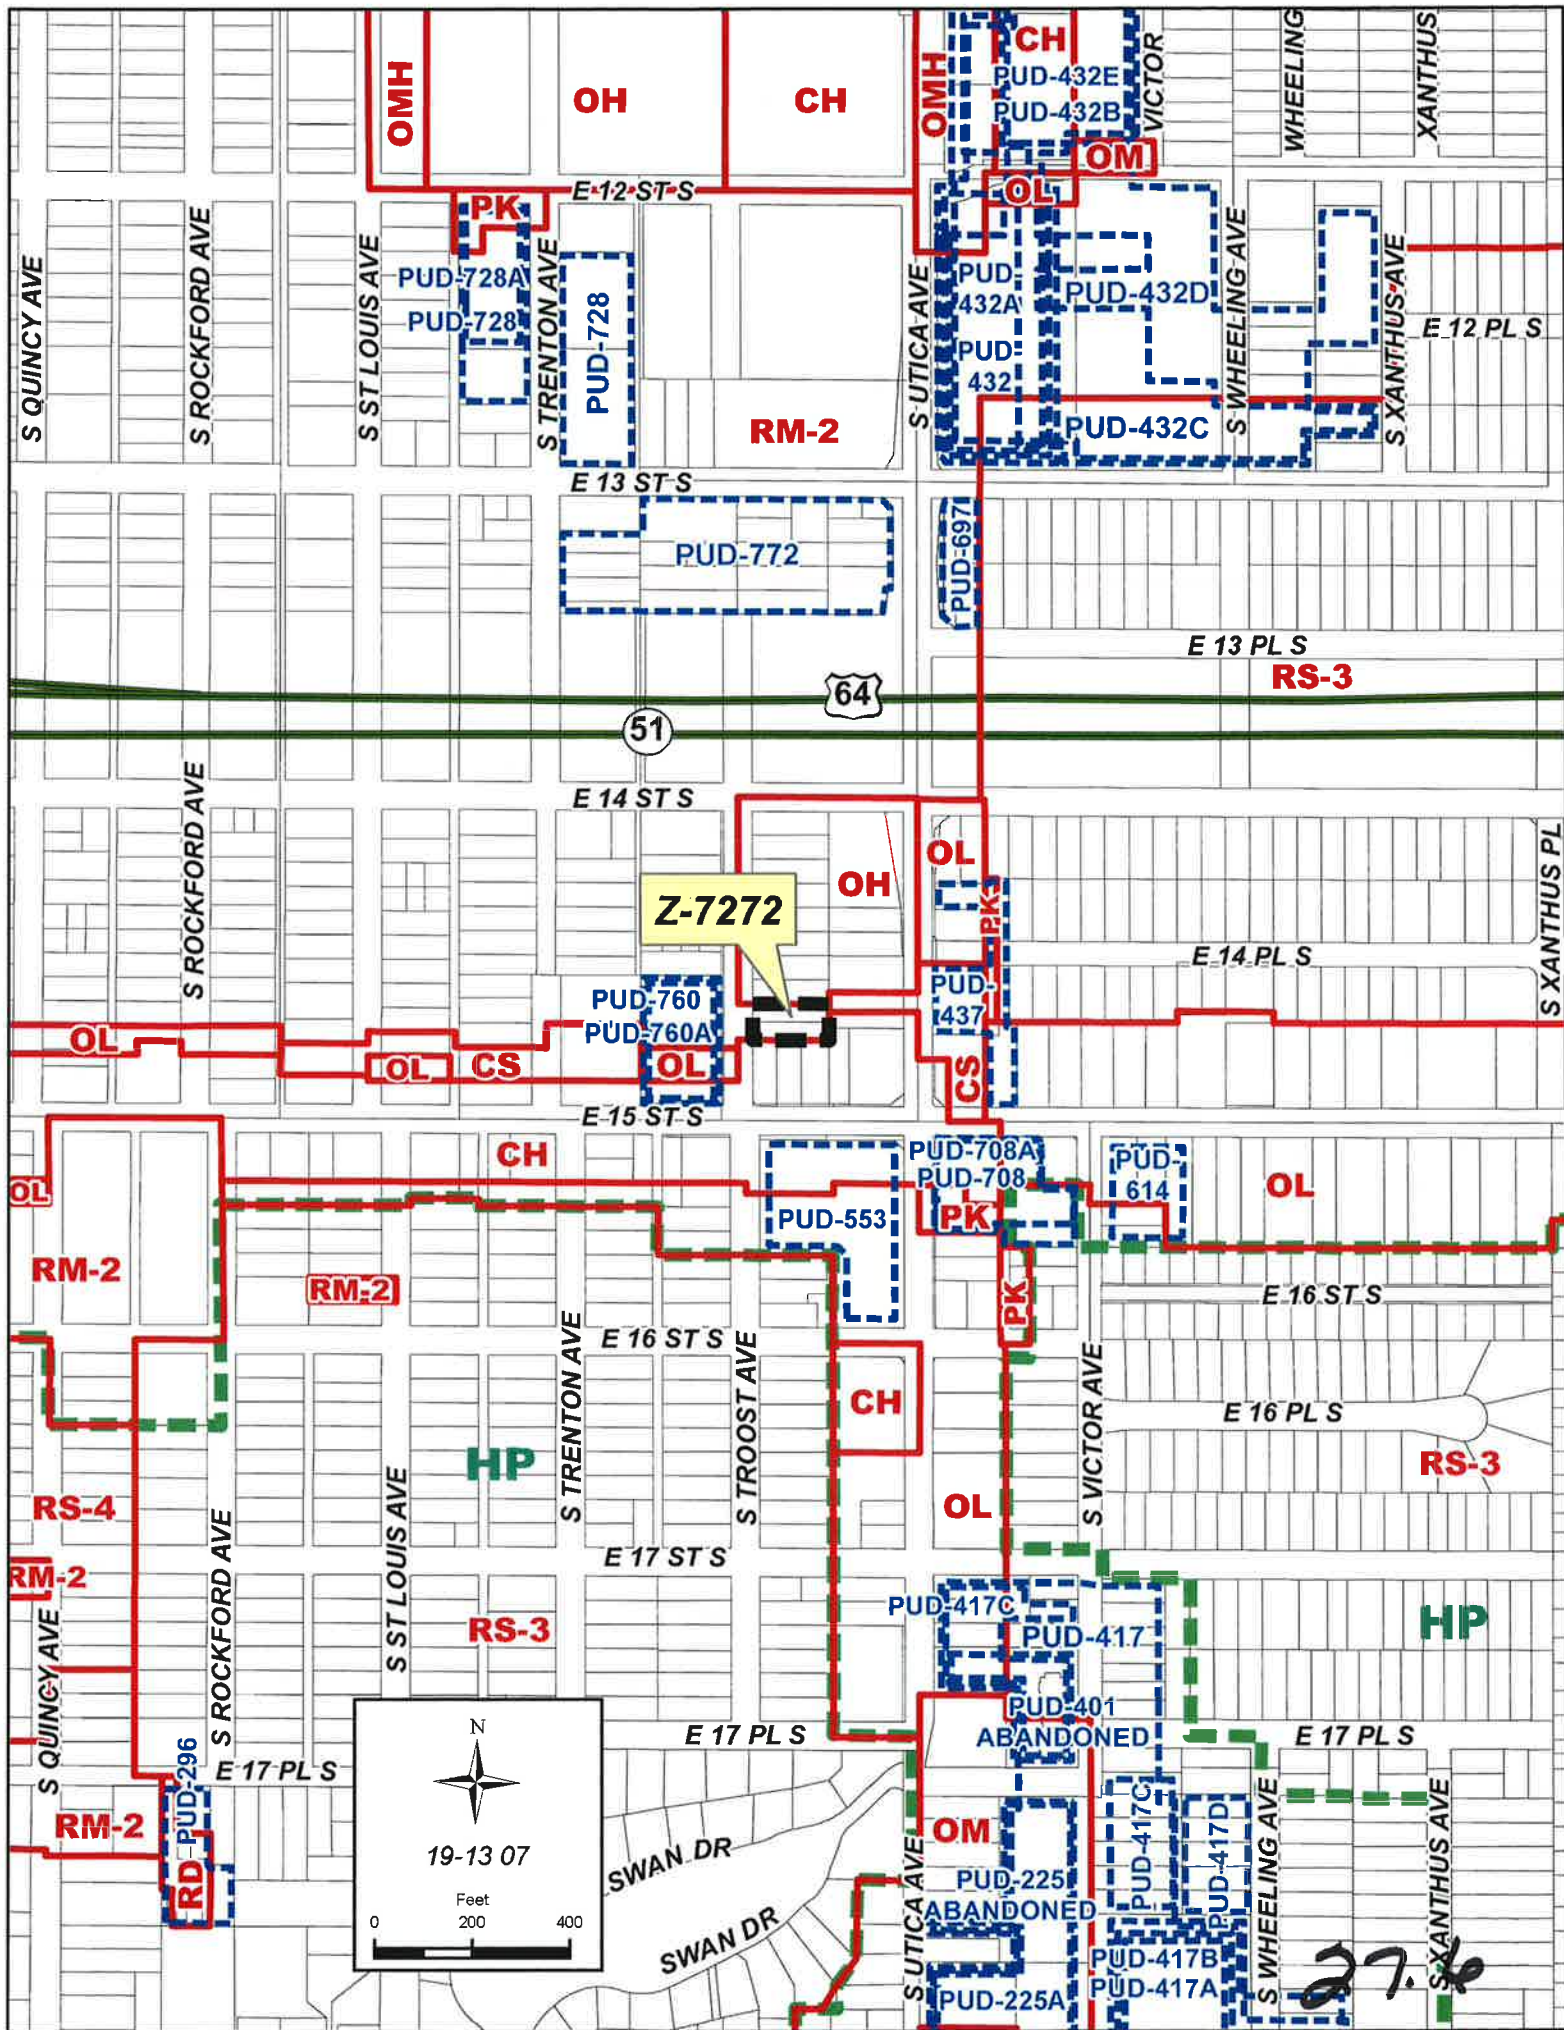 OMH
OH
CH
OMH
CH
PUD-432E
PUD-432B
VICTOR
WHEELING
XANTHUS
OM
OL
E 12 ST S
PK
PUD-728A
PUD-728
PUD-728
S QUINCY AVE
S ROCKFORD AVE
S ST LOUIS AVE
S TRENTON AVE
S UTICA AVE
PUD
432A
PUD-432D
S WHEELING AVE
S XANTHUS AVE
E 12 PL S
PUD
432
RM-2
PUD-432C
E 13 ST S
PUD-772
PUD-697
E 13 PL S
RS-3
64
51
E 14 ST S
S ROCKFORD AVE
OL
OH
Z-7272
PK
E 14 PL S
S XANTHUS PL
PUD-760
PUD-760A
PUD-
437
OL
OL
CS
OL
CS
E 15 ST S
CH
PUD-708A
PUD-708
PUD-
614
OL
OL
PUD-553
PK
RM-2
RM-2
PK
E 16 ST S
E 16 ST S
S TRENTON AVE
S TROOST AVE
CH
S VICTOR AVE
E 16 PL S
HP
RS-3
RS-4
OL
S ROCKFORD AVE
S ST LOUIS AVE
E 17 ST S
RM-2
PUD-417C
HP
RS-3
PUD-417
S QUINCY AVE
PUD-401
ABANDONED
E 17 PL S
E 17 PL S
E 17 PL S
PUD-296
N
19-13 07
Feet
0 200 400
RM-2
RD
SWAN DR
SWAN DR
S UTICA AVE
OM
PUD-417C
PUD-417D
S WHEELING AVE
S XANTHUS AVE
PUD-225
ABANDONED
PUD-417B
PUD-417A
PUD-225A
27.6